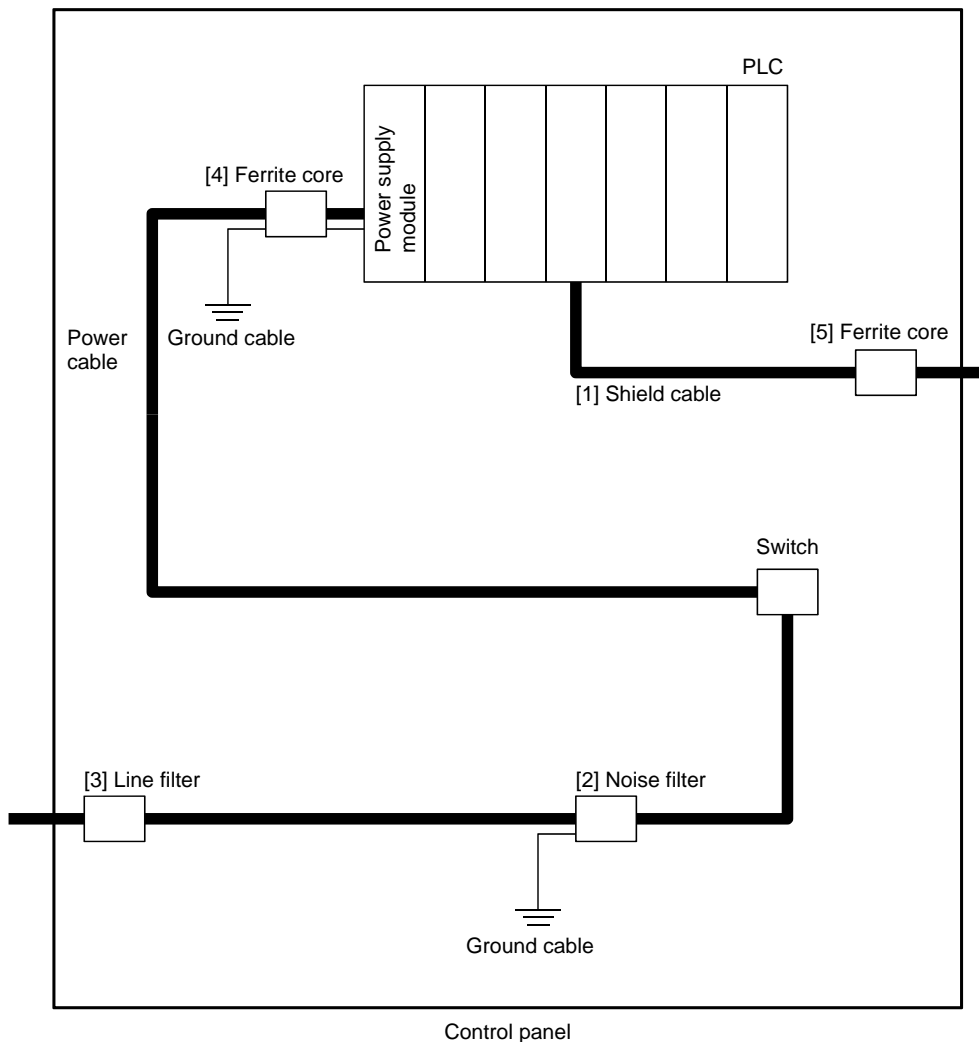 PLC
Power supply
module
[4] Ferrite core
Power
cable
Ground cable
[5] Ferrite core
[1] Shield cable
Switch
[3] Line filter
[2] Noise filter
Ground cable
Control panel